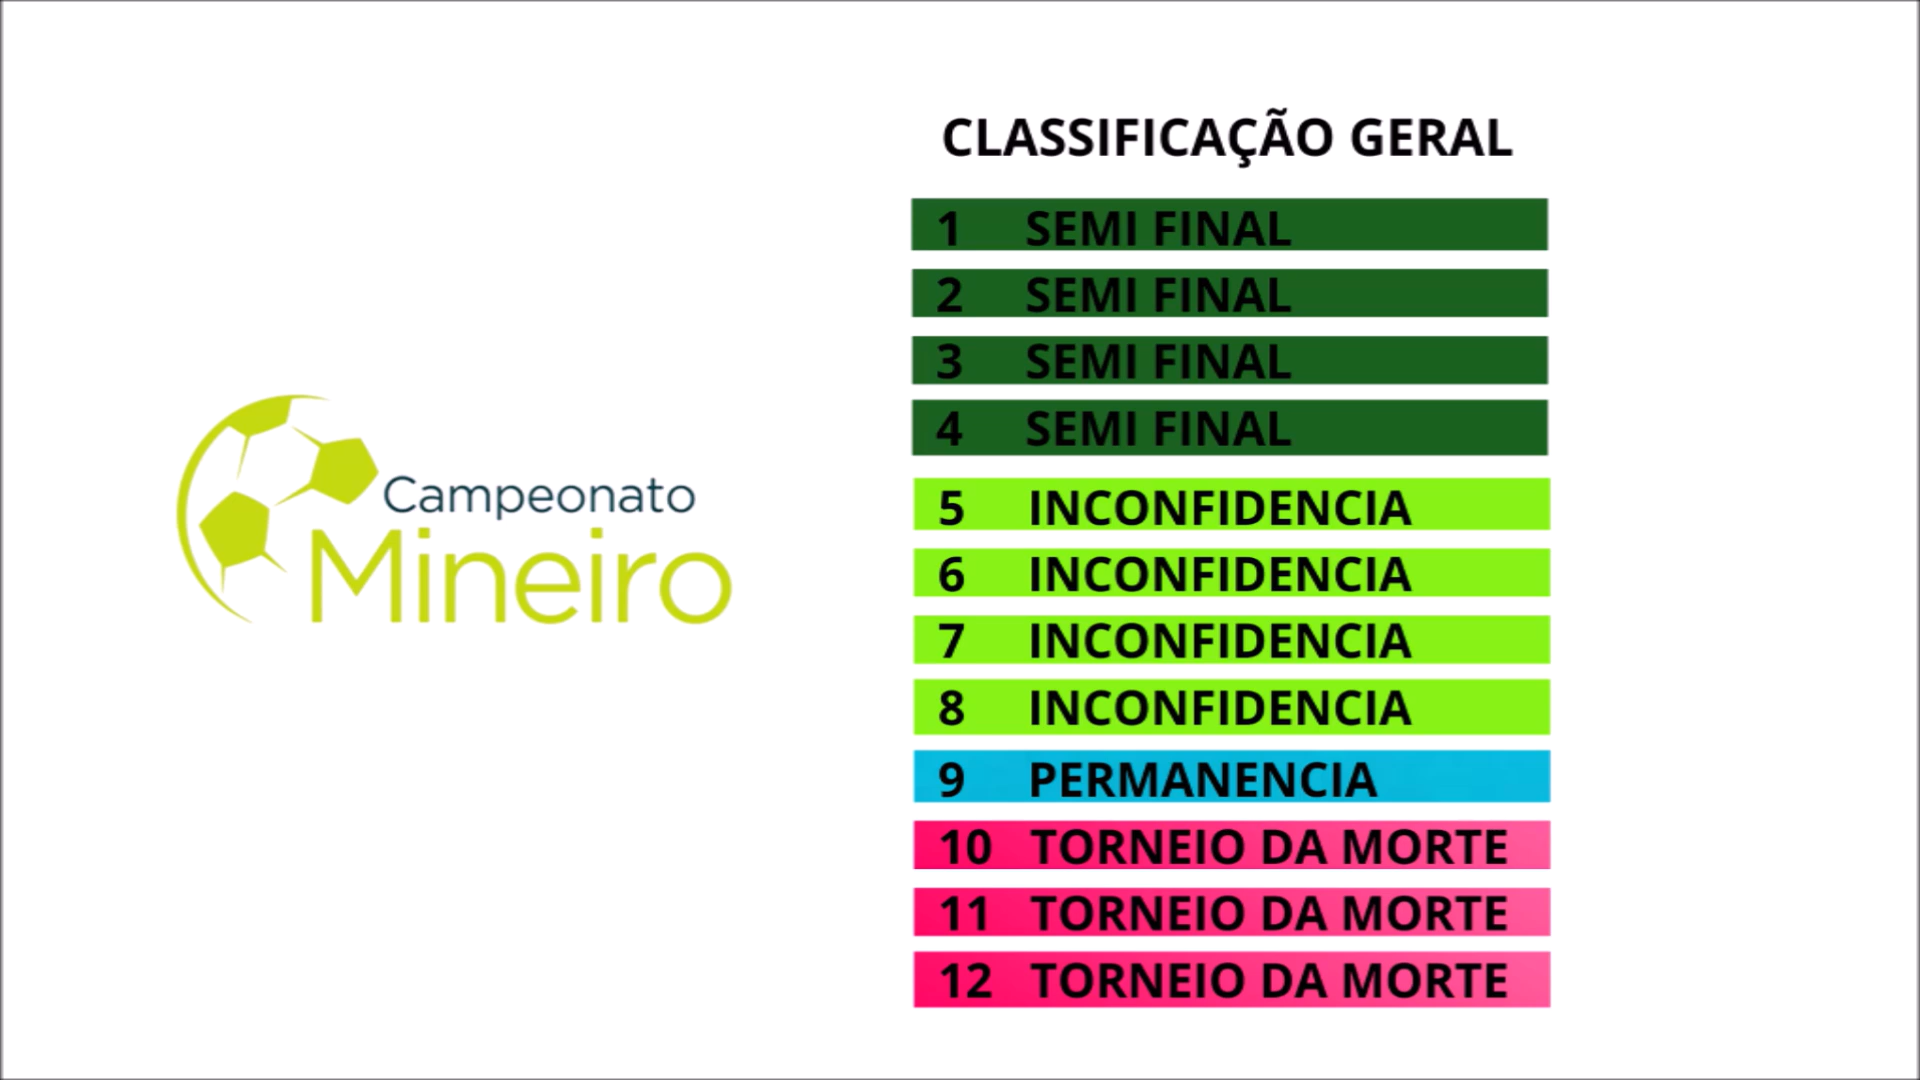 CLASSIFICAÇÃO GERAL
1 SEMI FINAL
2 SEMI FINAL
3 SEMI FINAL
4 SEMI FINAL
Campeonato
Mineiro
5 INCONFIDENCIA
6 INCONFIDENCIA
7 INCONFIDENCIA
8 INCONFIDENCIA
9 PERMANENCIA
10 TORNEIO DA MORTE
11 TORNEIO DA MORTE
12 TORNEIO DA MORTE